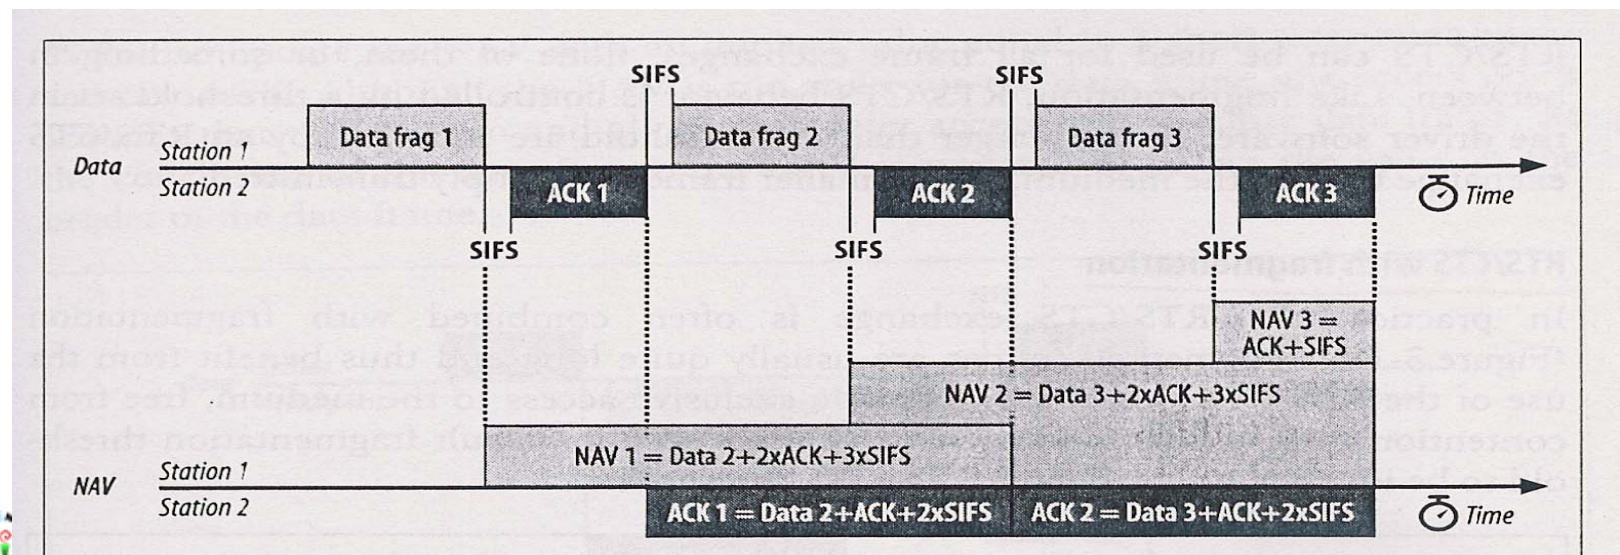 SIFS SIFS
Data frag 1 Data frag 2 Data frag 3
Data Station 1
Station 2 ACK 1 ACK 2 ACK 3 Time
SIFS SIFS SIFS
NAV 3 =
ACK+SIFS
NAV 2 = Data 3+2xACK+3xSIFS
NAV 1 = Data 2+2xACK+3xSIFS
NAV Station 1
Station 2 ACK 1 = Data 2+ACK+2xSIFS ACK 2 = Data 3+ACK+2xSIFS Time